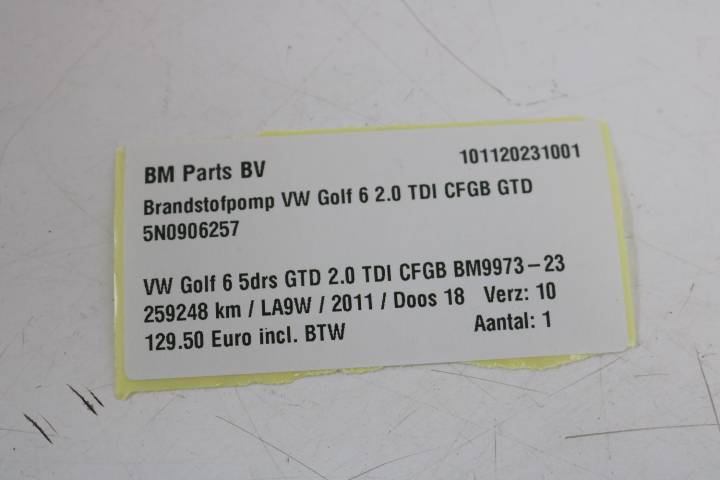 BM Parts BV 101120231001
Brandstofpomp VW Golf 6 2.0 TDI CFGB GTD
5N0906257
VW Golf 6 5drs GTD 2.0 TDI CFGB BM9973-23
259248 km / LA9W / 2011 / Doos 18 Verz: 10
129.50 Euro incl. BTW Aantal: 1